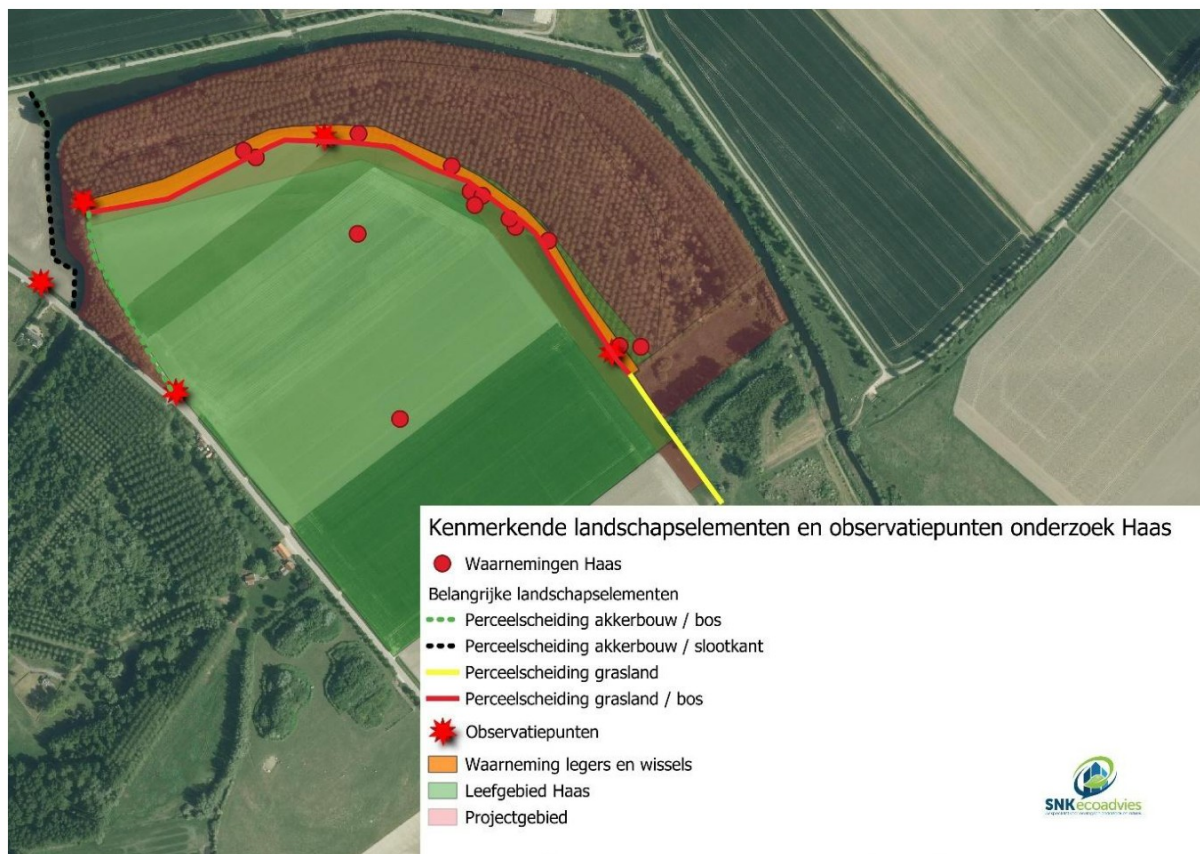 Kenmerkende landschapselementen en observatiepunten onderzoek Haas
Waarnemingen Haas
Belangrijke landschapselementen
Perceelscheiding akkerbouw / bos
Perceelscheiding akkerbouw / slootkant
Perceelscheiding grasland
Perceelscheiding grasland / bos
Observatiepunten
Waarneming legers en wissels
Leefgebied Haas
Projectgebied
SNKecoadvies